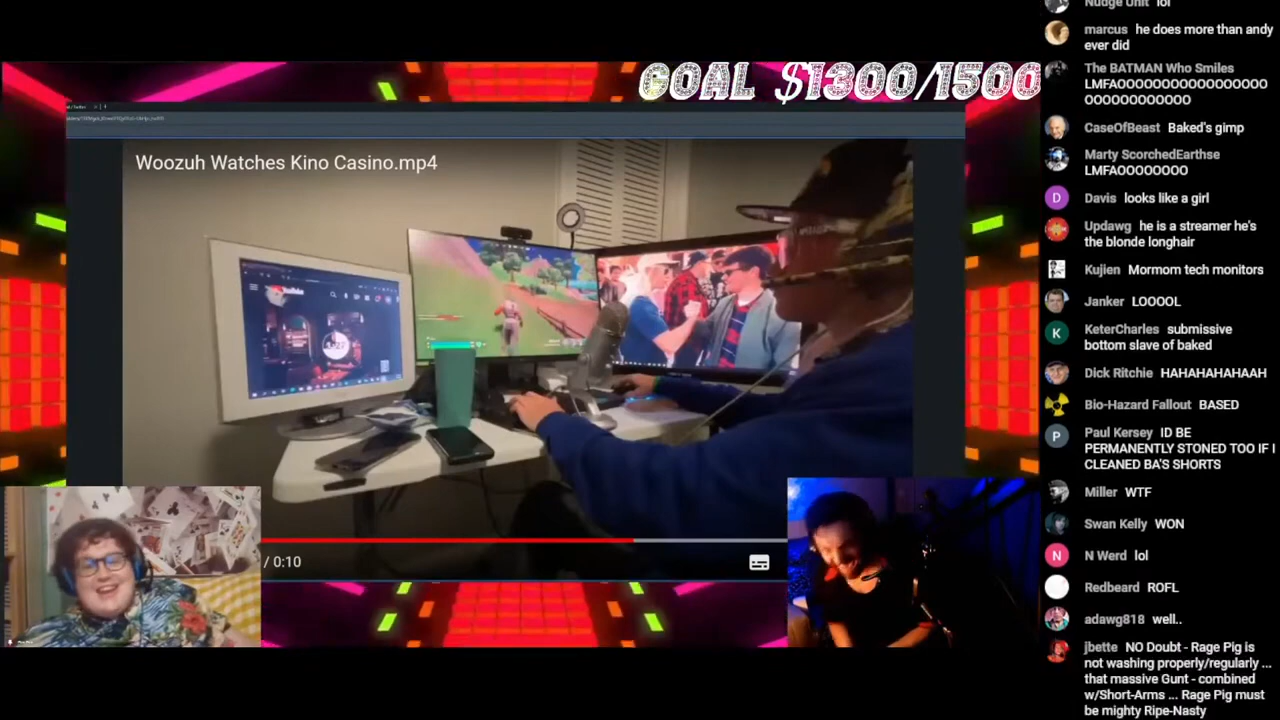 GOAL $1300/1500
Woozuh Watches Kino Casino.mp4
/ 0:10
Nudge Unit lol
marcus he does more than andy
ever did
The BATMAN Who Smiles
LMFAOOOOOOOOOOOOOOOOO
OOOOOOOOOOOO
CaseOfBeast Baked's gimp
Marty ScorchedEarthse
LMFAOOOOOOO
D
Davis looks like a girl
Updawg he is a streamer he's
the blonde longhair
Kujien Mormom tech monitors
Janker LOOOOL
K
KeterCharles submissive
bottom slave of baked
Dick Ritchie HAHAHAHAHAAH
Bio-Hazard Fallout BASED
P
Paul Kersey ID BE
PERMANENTLY STONED TOO IF I
CLEANED BA'S SHORTS
Miller WTF
Swan Kelly WON
N
N Werd lol
Redbeard ROFL
adawg818 well..
jbette NO Doubt - Rage Pig is
not washing properly/regularly ...
that massive Gunt - combined
w/Short-Arms ... Rage Pig must
be mighty Ripe-Nasty